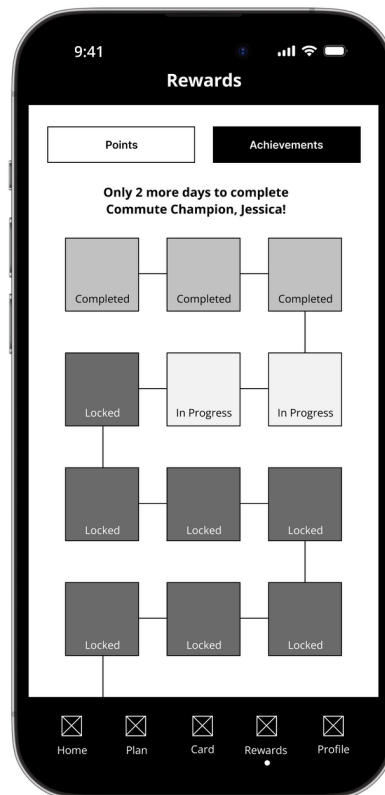 9:41
Rewards
Points Achievements
Only 2 more days to complete
Commute Champion, Jessica!
Completed Completed Completed
Locked In Progress In Progress
Locked Locked Locked
Locked Locked Locked
Home Plan Card Rewards Profile